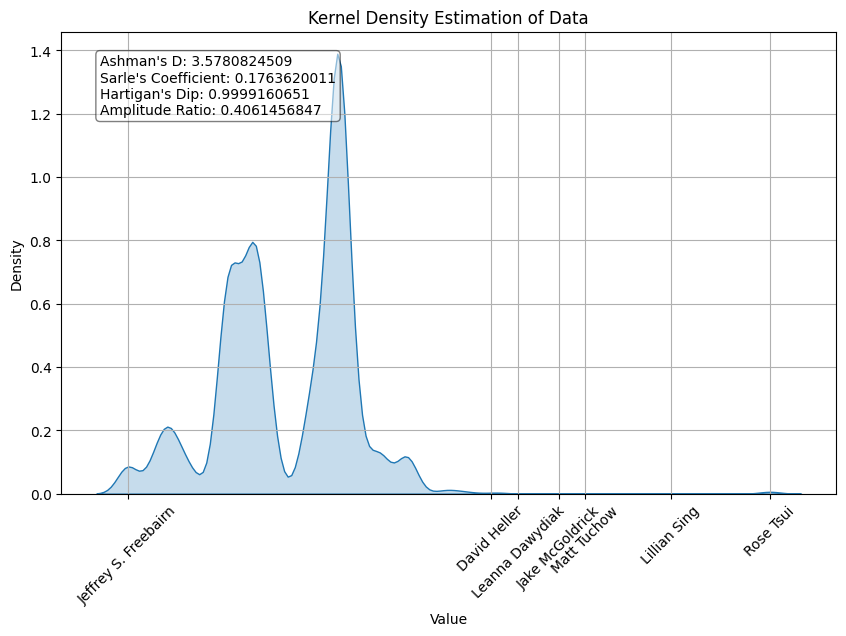 Kernel Density Estimation of Data
Ashman's D: 3.5780824509
Sarle's Coefficient: 0.1763620011
Hartigan's Dip: 0.9999160651
Amplitude Ratio: 0.4061456847
Density
1.4
1.2
1.0
0.8
0.6
0.4
0.2
0.0
Jeffrey S. Freebairn
David Heller
Leanna Dawydiak
Jake McGoldrick
Matt Tuchow
Lillian Sing
Rose Tsui
Value